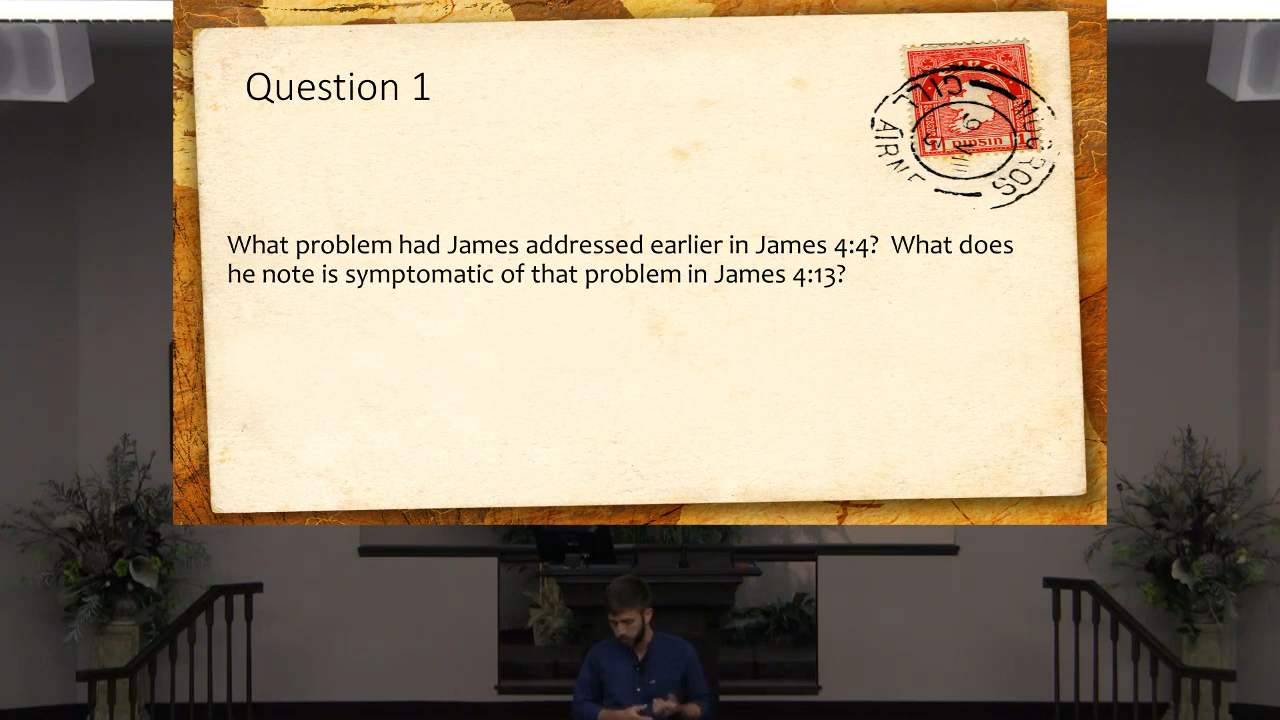 Question 1
What problem had James addressed earlier in James 4:4?  What does
he note is symptomatic of that problem in James 4:13?